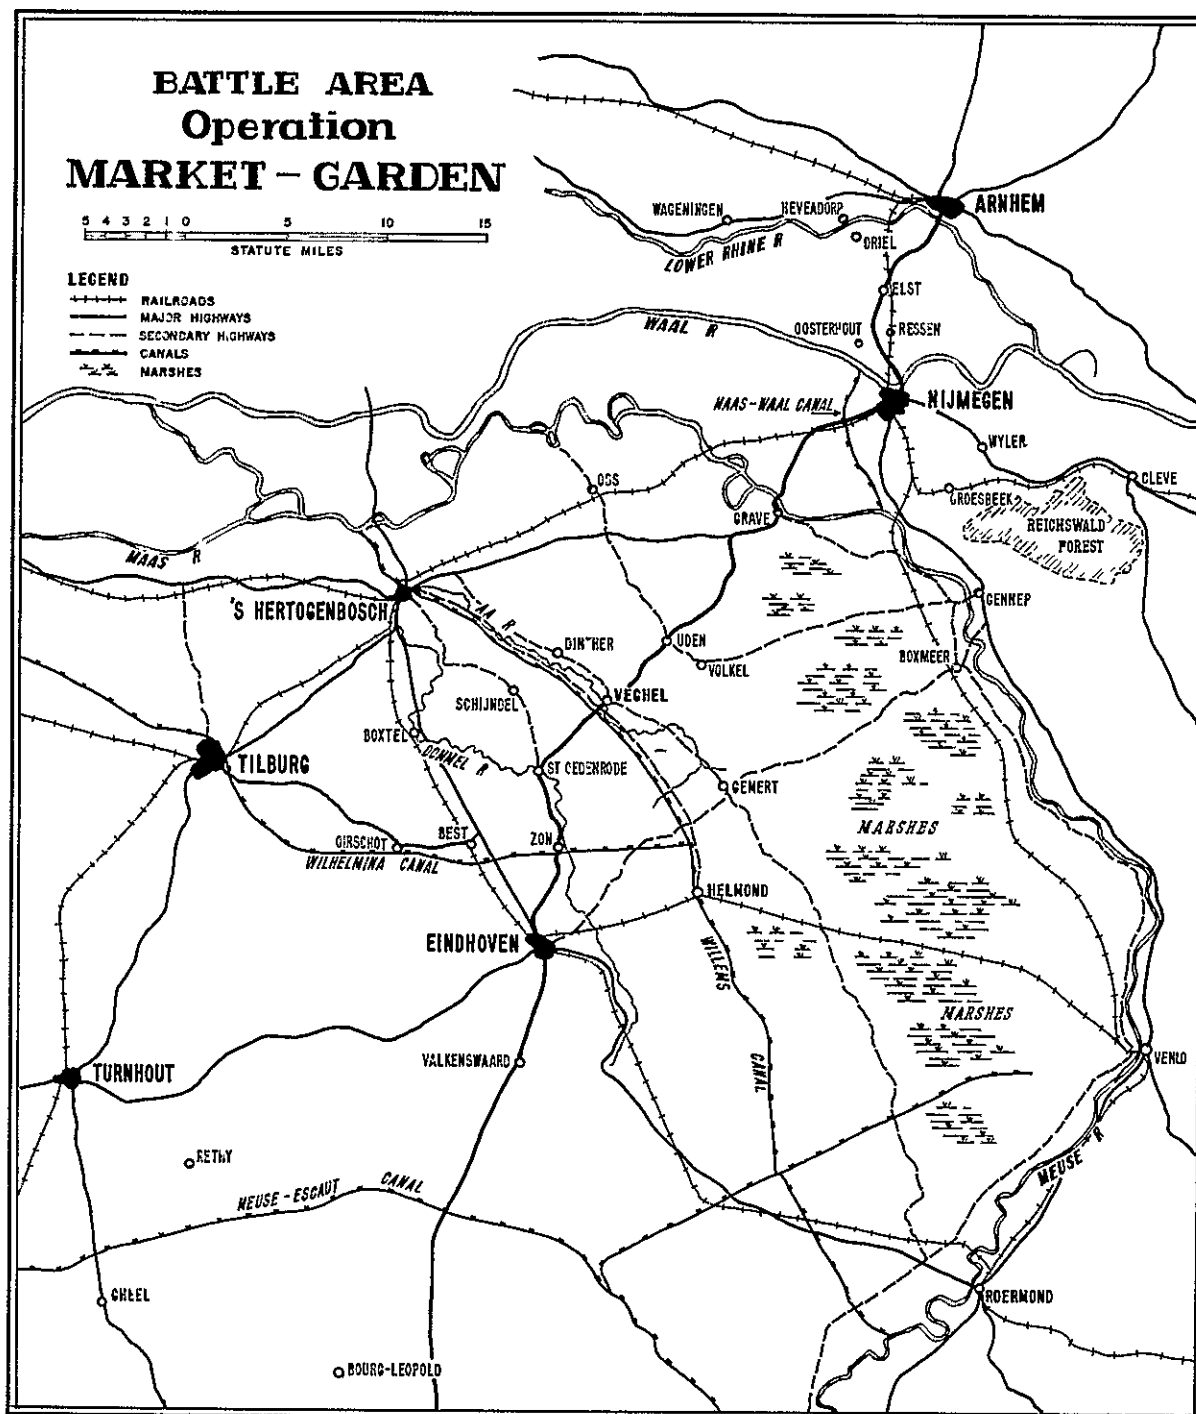 BATTLE AREA
Operation
MARKET - GARDEN
5 4 3 2 1 0 5 10 15
STATUTE MILES
LEGEND
RAILROADS
MAJOR HIGHWAYS
SECONDARY HIGHWAYS
CANALS
MARSHES
ARNHEM
WAGENINGEN
HEVEADORP
DRIEL
LOWER RHINE R
ELST
WAAL R
OOSTERHOUT
RESSEN
NIJMEGEN
MAAS-WAAL CANAL
WYLER
CLEVE
OSS
GROESBEEK
GRAVE
REICHSWALD
FOREST
MAAS R
GENNEP
'S HERTOGENBOSCH
AA R
DINTHER
UDEN
VOLKEL
BOXMEER
SCHIJNDEL
VEGHEL
BOXTEL
DOMMEL R
TILBURG
ST OEDENRODE
GEMERT
MARSHES
OIRSCHOT
BEST
ZON
WILHELMINA CANAL
HELMOND
EINDHOVEN
WILLEMS
CANAL
MARSHES
VALKENSWAARD
VENLO
TURNHOUT
RETHY
MEUSE R
MEUSE-ESCAUT CANAL
GHEEL
ROERMOND
BOURG-LEOPOLD